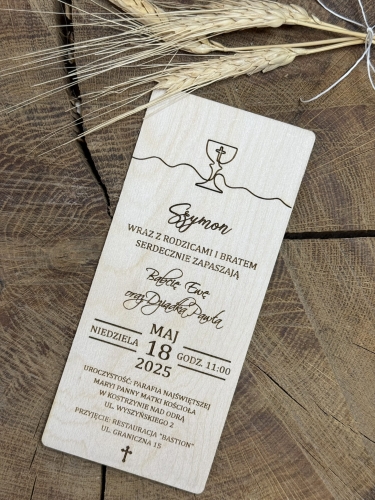 Szymon
WRAZ Z RODZICAMI I BRATEM
SERDECZNIE ZAPASZAJĄ
Babcię Ewę
oraz Dziadka Pawła
MAJ
NIEDZIELA 18 GODZ. 11:00
2025
UROCZYSTOŚĆ: PARAFIA NAJŚWIĘTSZEJ
MARYI PANNY MATKI KOŚCIOŁA
W KOSTRZYNIE NAD ODRĄ
UL. WYSZYŃSKIEGO 2
PRZYJĘCIE: RESTAURACJA "BASTION"
UL. GRANICZNA 15